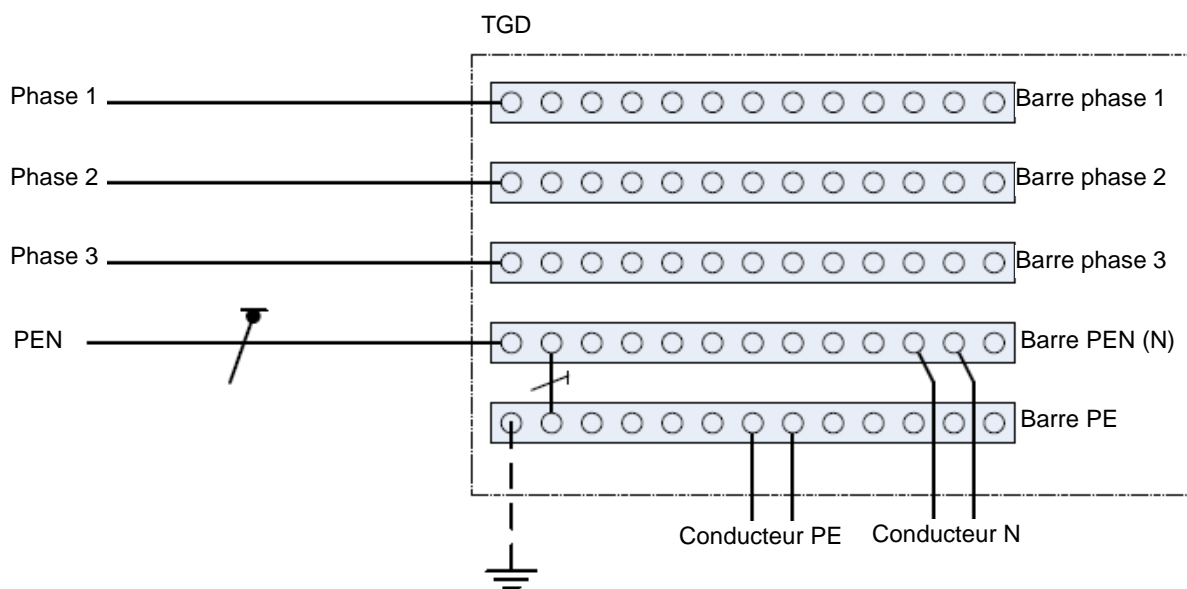 TGD
Phase 1
Barre phase 1
Phase 2
Barre phase 2
Phase 3
Barre phase 3
PEN
Barre PEN (N)
Barre PE
Conducteur PE
Conducteur N